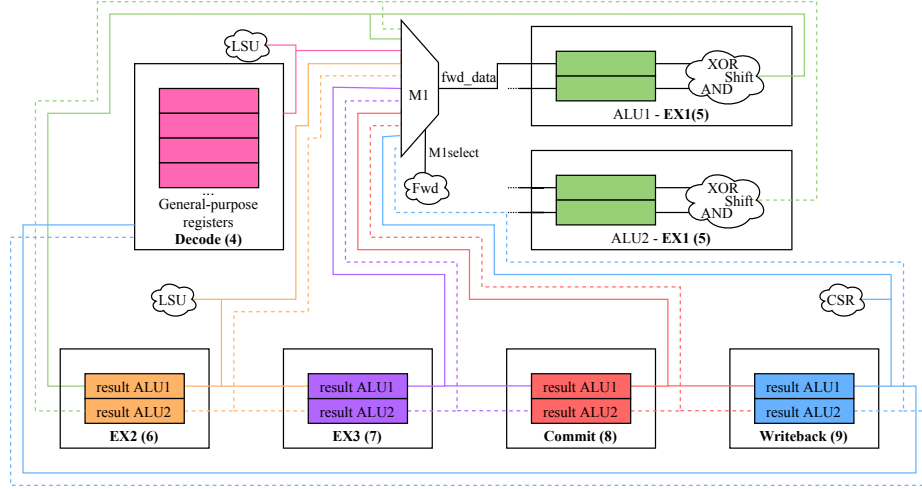 LSU
fwd_data
M1
M1select
Fwd
XOR
Shift
AND
ALU1 - EX1(5)
XOR
Shift
AND
ALU2 - EX1 (5)
...
General-purpose
registers
Decode (4)
LSU
CSR
result ALU1
result ALU2
EX2 (6)
result ALU1
result ALU2
EX3 (7)
result ALU1
result ALU2
Commit (8)
result ALU1
result ALU2
Writeback (9)